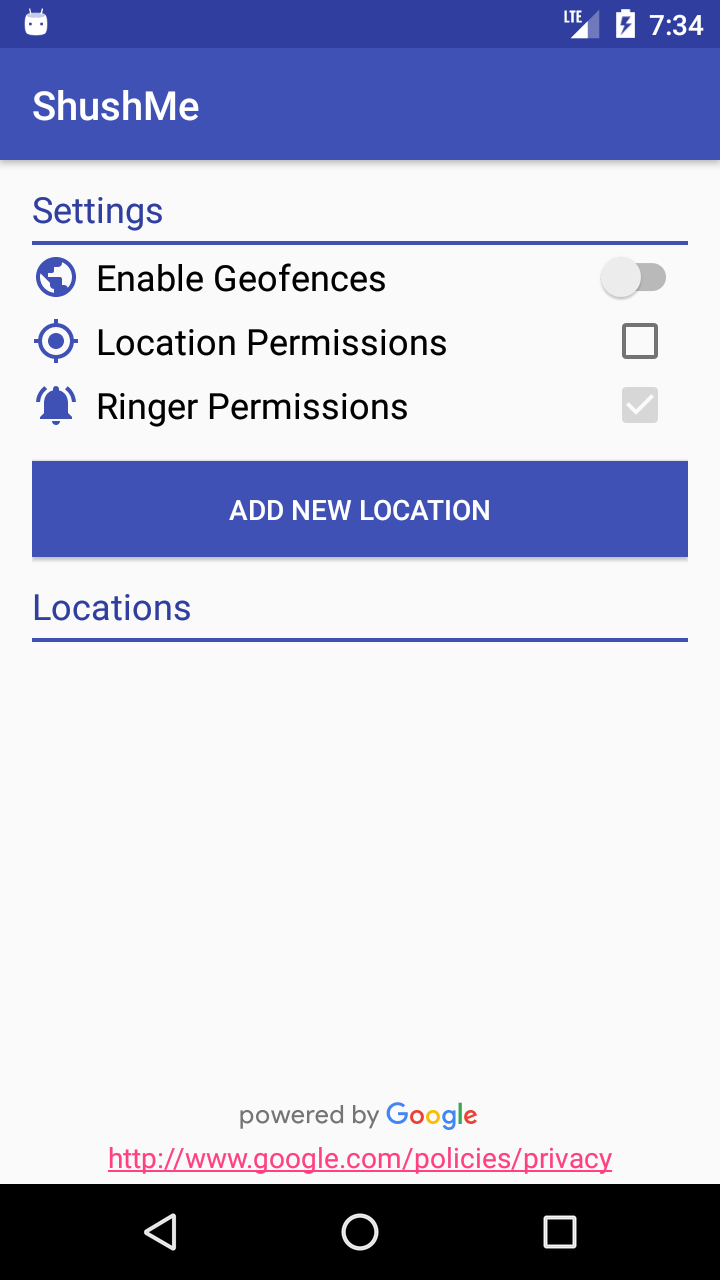 LTE 7:34
ShushMe
Settings
Enable Geofences
Location Permissions
Ringer Permissions
ADD NEW LOCATION
Locations
powered by Google
http://www.google.com/policies/privacy